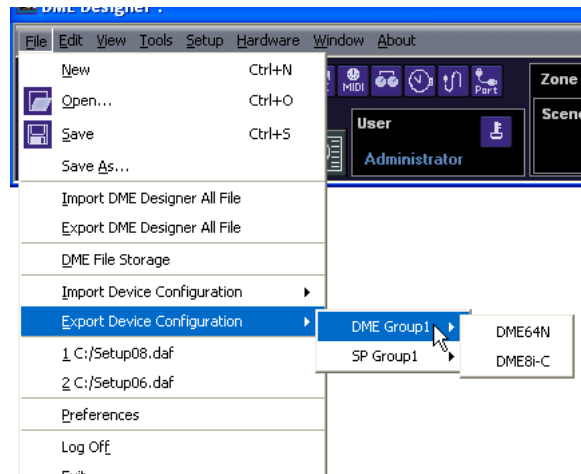 DME Designer :
File Edit View Tools Setup Hardware Window About
New Ctrl+N
Open... Ctrl+O
Save Ctrl+S
Save As...
Import DME Designer All File
Export DME Designer All File
DME File Storage
Import Device Configuration
Export Device Configuration
1 C:/Setup08.daf
2 C:/Setup06.daf
Preferences
Log Off
Exit
MIDI
Port
User
Administrator
Zone
Scene
DME Group1
SP Group1
DME64N
DME8i-C